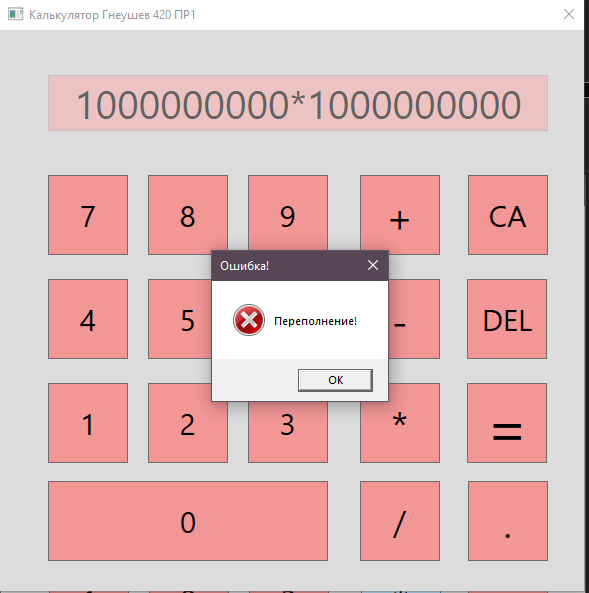 Калькулятор Гнеушев 420 ПР1
1000000000*1000000000
7 8 9 + CA
Ошибка!
4 5 - DEL
Переполнение!
OK
1 2 3 * =
0 / .